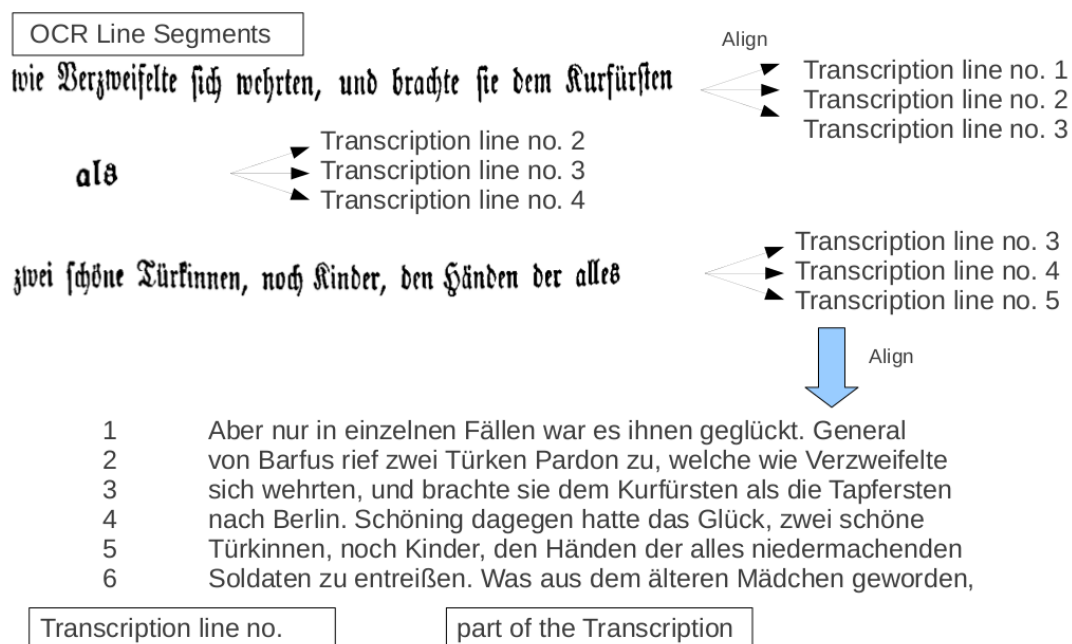 OCR Line Segments
Align
wie Verzweifelte sich wehrten, und brachte sie dem Kurfürsten
Transcription line no. 1
Transcription line no. 2
Transcription line no. 3
als
Transcription line no. 2
Transcription line no. 3
Transcription line no. 4
zwei schöne Türkinnen, noch Kinder, den Händen der alles
Transcription line no. 3
Transcription line no. 4
Transcription line no. 5
Align
1 Aber nur in einzelnen Fällen war es ihnen geglückt. General
2 von Barfus rief zwei Türken Pardon zu, welche wie Verzweifelte
3 sich wehrten, und brachte sie dem Kurfürsten als die Tapfersten
4 nach Berlin. Schöning dagegen hatte das Glück, zwei schöne
5 Türkinnen, noch Kinder, den Händen der alles niedermachenden
6 Soldaten zu entreißen. Was aus dem älteren Mädchen geworden,
Transcription line no.
part of the Transcription